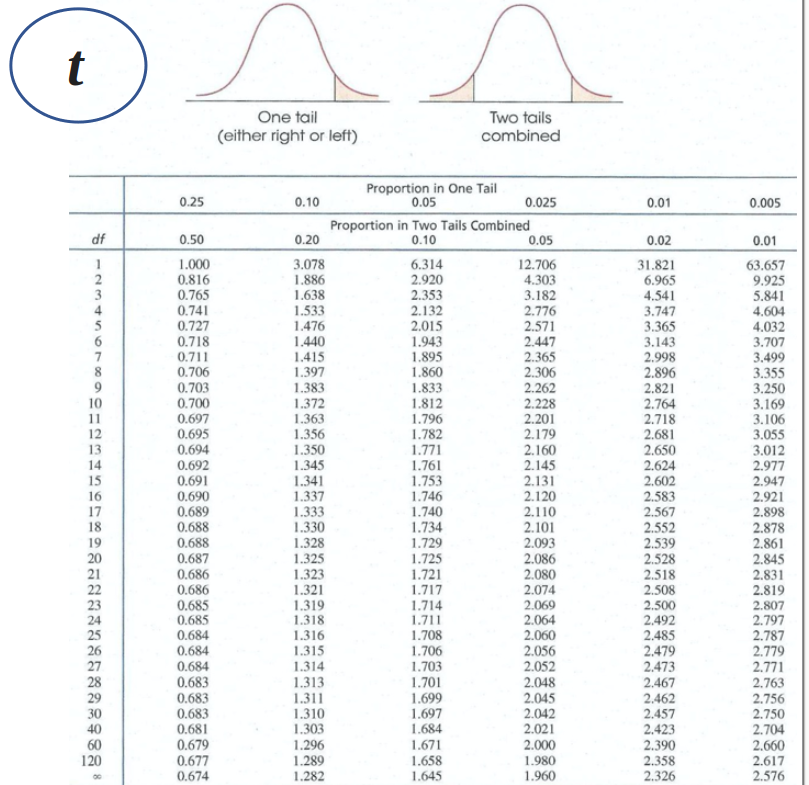 t
One tail
(either right or left)
Two tails
combined
Proportion in One Tail
0.25 0.10 0.05 0.025 0.01 0.005
Proportion in Two Tails Combined
df 0.50 0.20 0.10 0.05 0.02 0.01
1 1.000 3.078 6.314 12.706 31.821 63.657
2 0.816 1.886 2.920 4.303 6.965 9.925
3 0.765 1.638 2.353 3.182 4.541 5.841
4 0.741 1.533 2.132 2.776 3.747 4.604
5 0.727 1.476 2.015 2.571 3.365 4.032
6 0.718 1.440 1.943 2.447 3.143 3.707
7 0.711 1.415 1.895 2.365 2.998 3.499
8 0.706 1.397 1.860 2.306 2.896 3.355
9 0.703 1.383 1.833 2.262 2.821 3.250
10 0.700 1.372 1.812 2.228 2.764 3.169
11 0.697 1.363 1.796 2.201 2.718 3.106
12 0.695 1.356 1.782 2.179 2.681 3.055
13 0.694 1.350 1.771 2.160 2.650 3.012
14 0.692 1.345 1.761 2.145 2.624 2.977
15 0.691 1.341 1.753 2.131 2.602 2.947
16 0.690 1.337 1.746 2.120 2.583 2.921
17 0.689 1.333 1.740 2.110 2.567 2.898
18 0.688 1.330 1.734 2.101 2.552 2.878
19 0.688 1.328 1.729 2.093 2.539 2.861
20 0.687 1.325 1.725 2.086 2.528 2.845
21 0.686 1.323 1.721 2.080 2.518 2.831
22 0.686 1.321 1.717 2.074 2.508 2.819
23 0.685 1.319 1.714 2.069 2.500 2.807
24 0.685 1.318 1.711 2.064 2.492 2.797
25 0.684 1.316 1.708 2.060 2.485 2.787
26 0.684 1.315 1.706 2.056 2.479 2.779
27 0.684 1.314 1.703 2.052 2.473 2.771
28 0.683 1.313 1.701 2.048 2.467 2.763
29 0.683 1.311 1.699 2.045 2.462 2.756
30 0.683 1.310 1.697 2.042 2.457 2.750
40 0.681 1.303 1.684 2.021 2.423 2.704
60 0.679 1.296 1.671 2.000 2.390 2.660
120 0.677 1.289 1.658 1.980 2.358 2.617
∞ 0.674 1.282 1.645 1.960 2.326 2.576